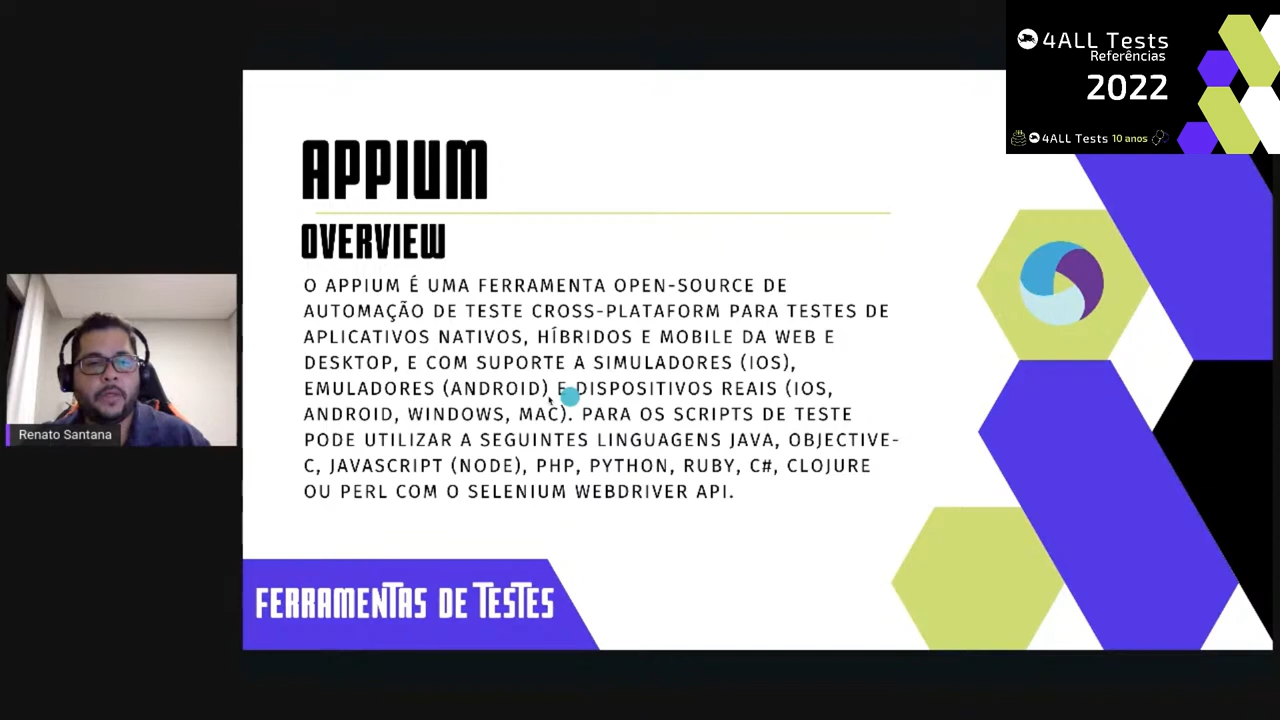 4ALL Tests
Referências
2022
4ALL Tests 10 anos
APPIUM
OVERVIEW
O APPIUM É UMA FERRAMENTA OPEN-SOURCE DE
AUTOMAÇÃO DE TESTE CROSS-PLATAFORM PARA TESTES DE
APLICATIVOS NATIVOS, HÍBRIDOS E MOBILE DA WEB E
DESKTOP, E COM SUPORTE A SIMULADORES (IOS),
EMULADORES (ANDROID) E DISPOSITIVOS REAIS (IOS,
ANDROID, WINDOWS, MAC). PARA OS SCRIPTS DE TESTE
PODE UTILIZAR A SEGUINTES LINGUAGENS JAVA, OBJECTIVE-
C, JAVASCRIPT (NODE), PHP, PYTHON, RUBY, C#, CLOJURE
OU PERL COM O SELENIUM WEBDRIVER API.
Renato Santana
FERRAMENTAS DE TESTES